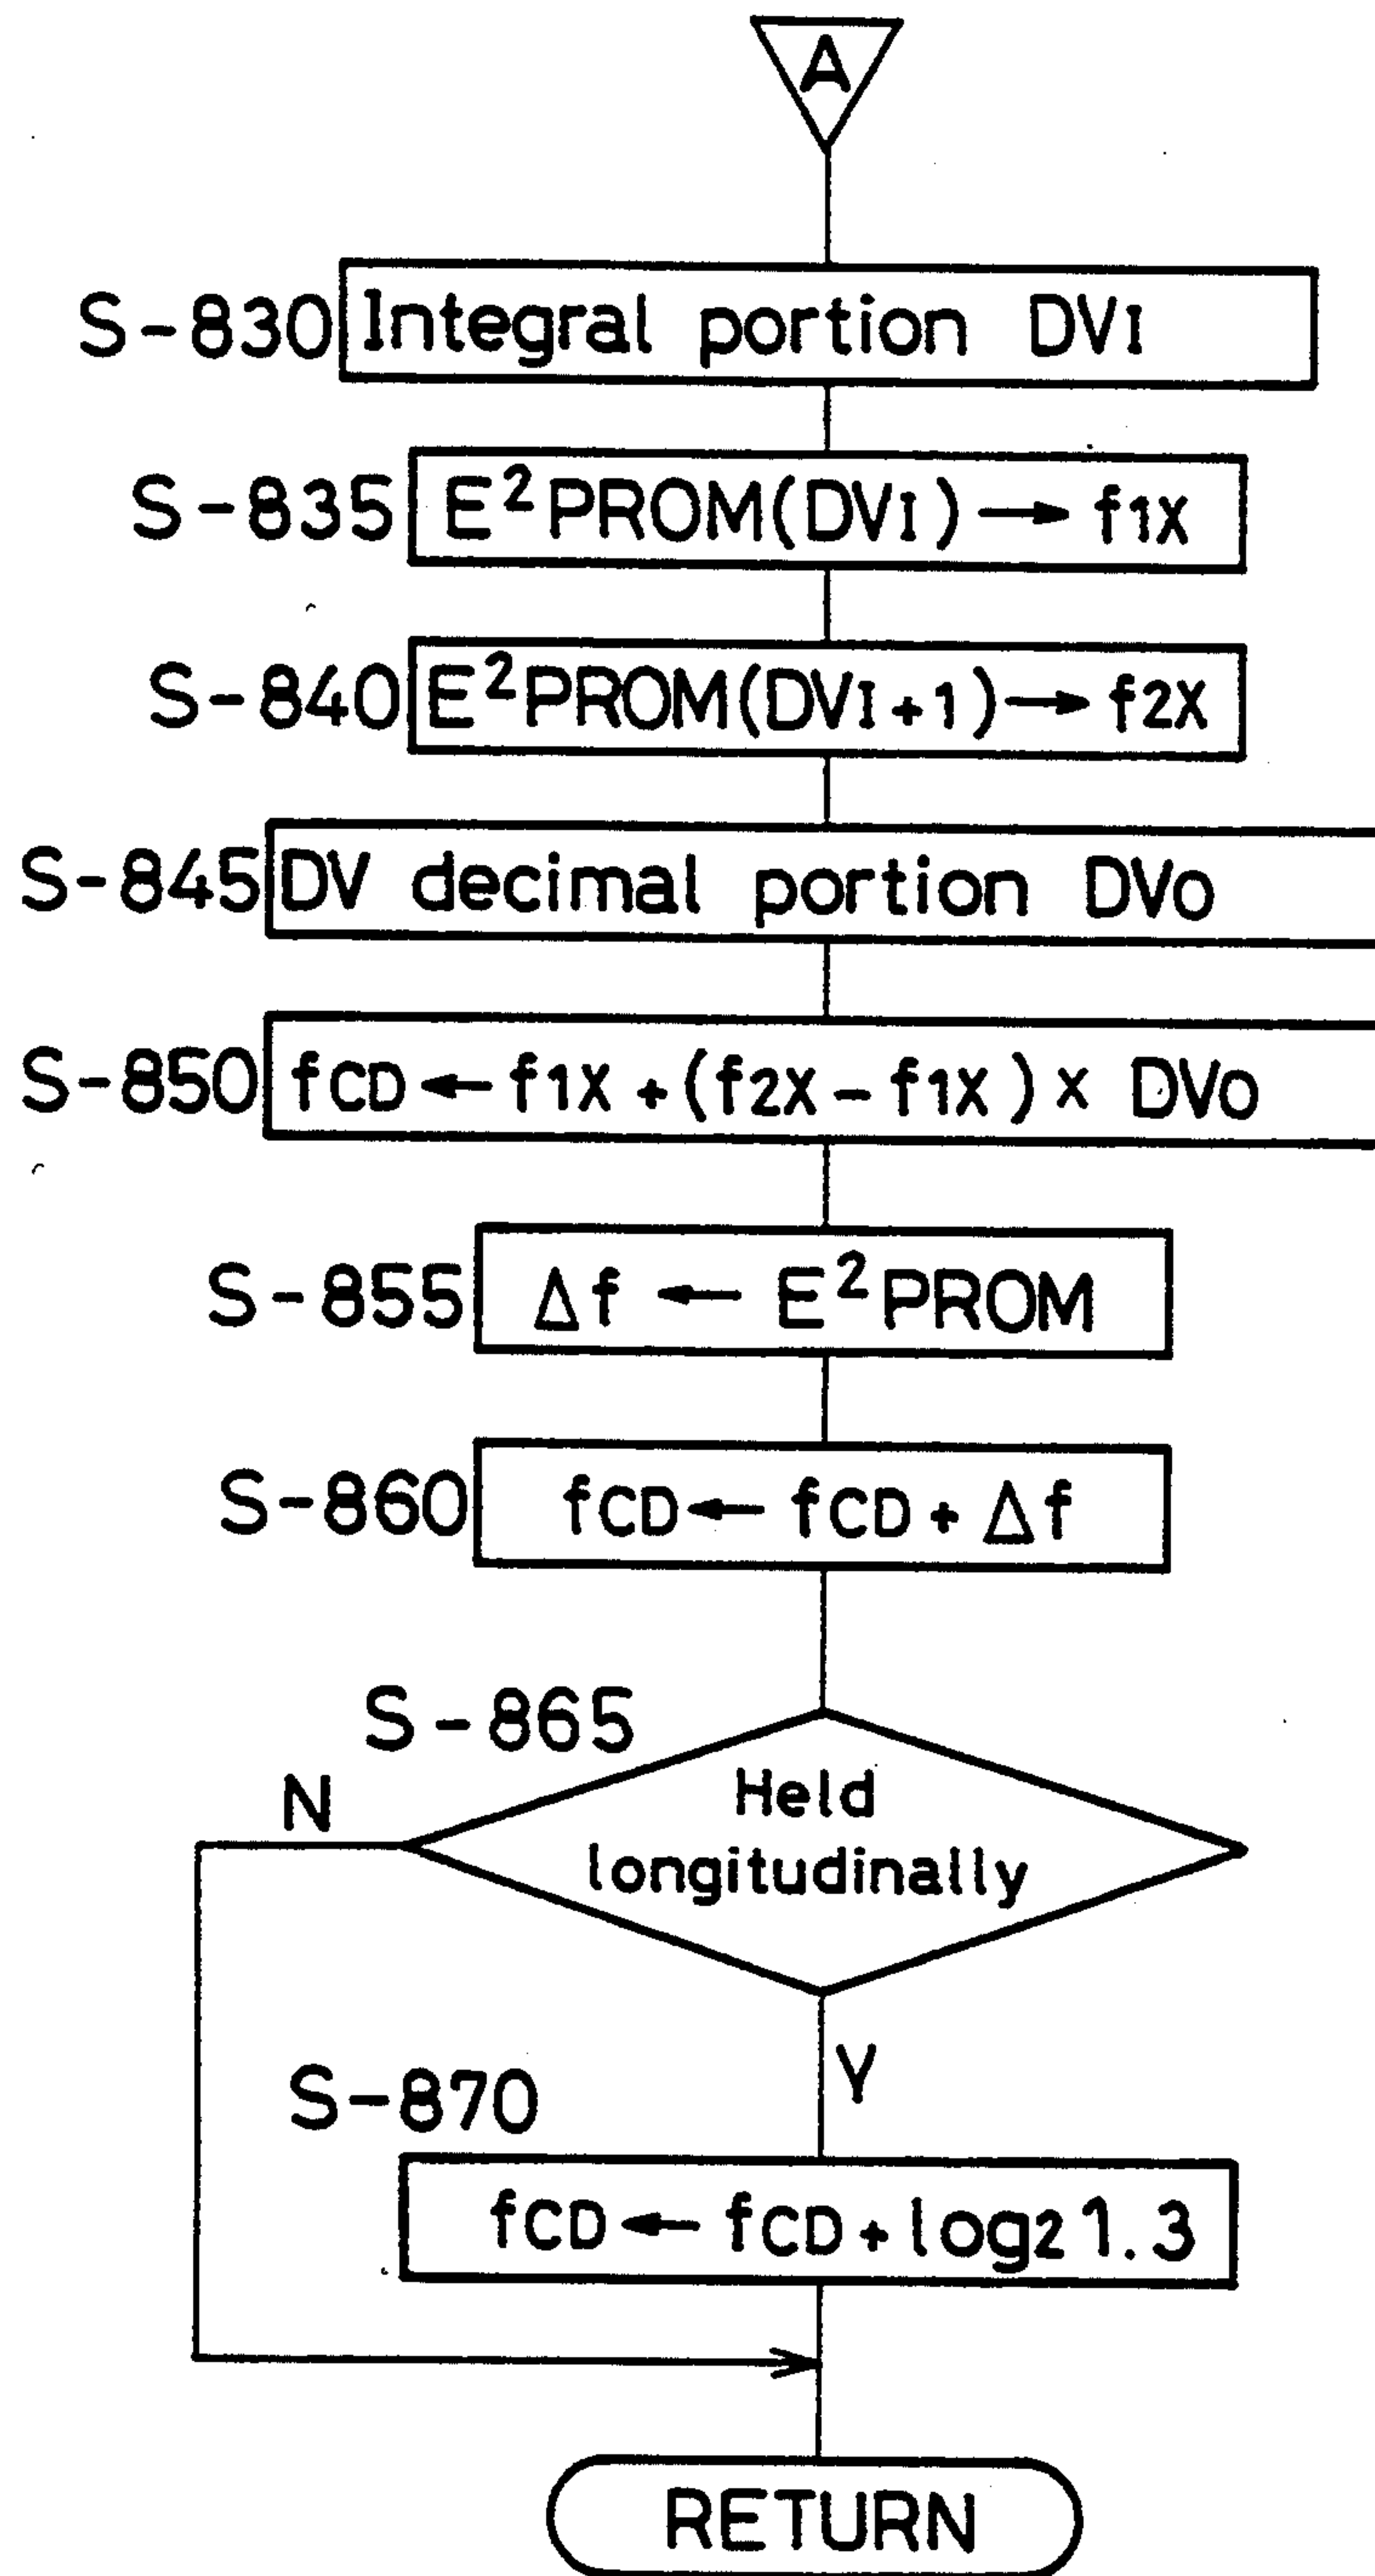 A
S-830 Integral portion DVI
S-835 E²PROM(DVI) → f1X
S-840 E²PROM(DVI+1) → f2X
S-845 DV decimal portion DV0
S-850 fCD ← f1X + (f2X - f1X) × DV0
S-855 Δf ← E²PROM
S-860 fCD ← fCD + Δf
S-865
N
Held
longitudinally
Y
S-870
fCD ← fCD + log2 1.3
RETURN